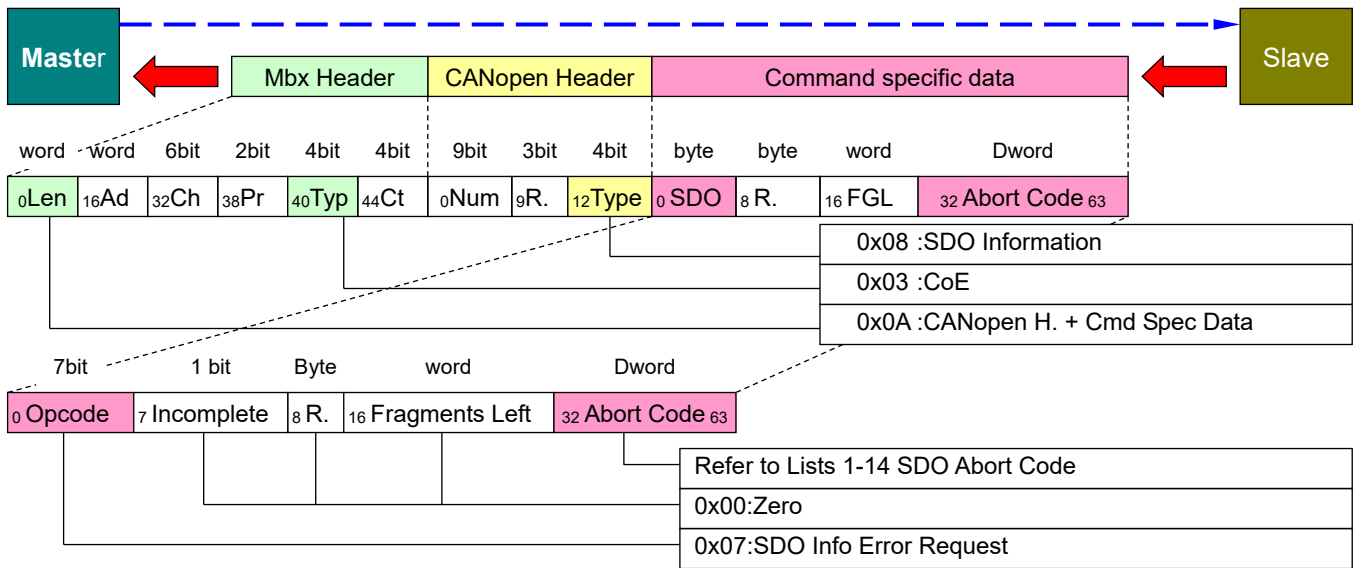 Master
Slave
Mbx Header CANopen Header Command specific data
word word 6bit 2bit 4bit 4bit 9bit 3bit 4bit byte byte word Dword
0Len 16Ad 32Ch 38Pr 40Typ 44Ct 0Num 9R. 12Type 0 SDO 8 R. 16 FGL 32 Abort Code 63
0x08 :SDO Information
0x03 :CoE
0x0A :CANopen H. + Cmd Spec Data
7bit 1 bit Byte word Dword
0 Opcode 7 Incomplete 8 R. 16 Fragments Left 32 Abort Code 63
Refer to Lists 1-14 SDO Abort Code
0x00:Zero
0x07:SDO Info Error Request